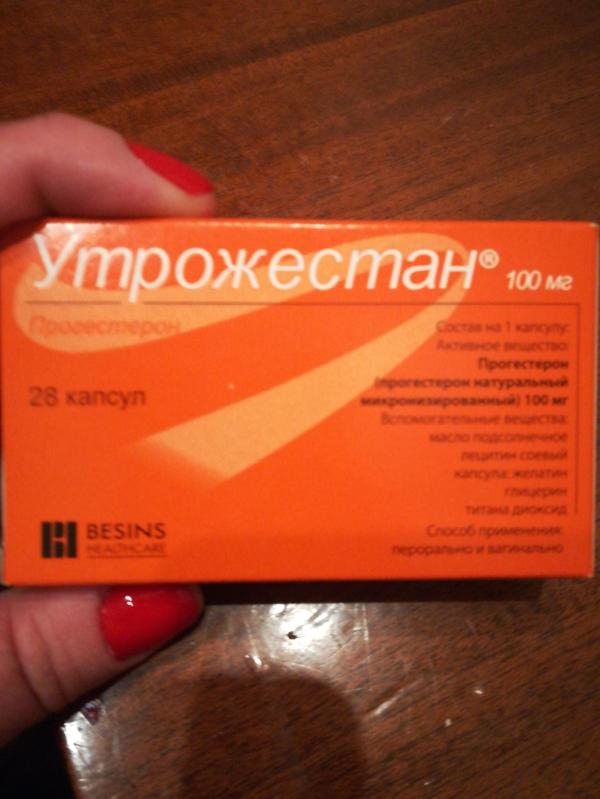 Утрожестан® 100 мг
Прогестерон
28 капсул
Состав на 1 капсулу:
Активное вещество:
Прогестерон
(прогестерон натуральный
микронизированный) 100 мг
Вспомогательные вещества:
масло подсолнечное
лецитин соевый
капсула: желатин
глицерин
титана диоксид
Способ применения:
перорально и вагинально
BESINS
HEALTHCARE